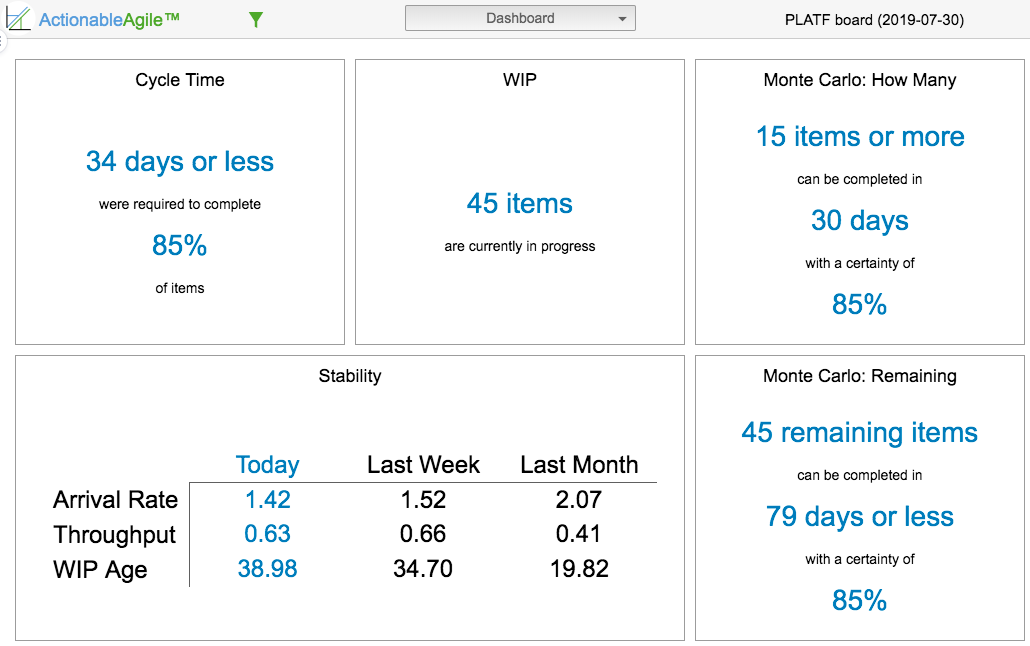 ActionableAgile™
Dashboard
PLATF board (2019-07-30)
Cycle Time
34 days or less
were required to complete
85%
of items
WIP
45 items
are currently in progress
Monte Carlo: How Many
15 items or more
can be completed in
30 days
with a certainty of
85%
Stability
Today Last Week Last Month
Arrival Rate 1.42 1.52 2.07
Throughput 0.63 0.66 0.41
WIP Age 38.98 34.70 19.82
Monte Carlo: Remaining
45 remaining items
can be completed in
79 days or less
with a certainty of
85%